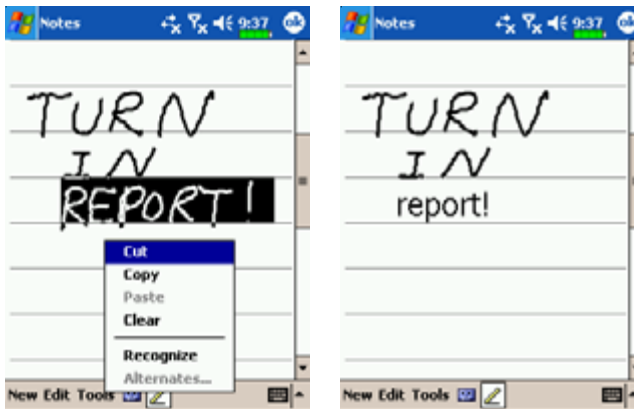 Notes 9:37 ok
TURN
IN
REPORT!
Cut
Copy
Paste
Clear
Recognize
Alternates...
New Edit Tools
Notes 9:37 ok
TURN
IN
report!
New Edit Tools